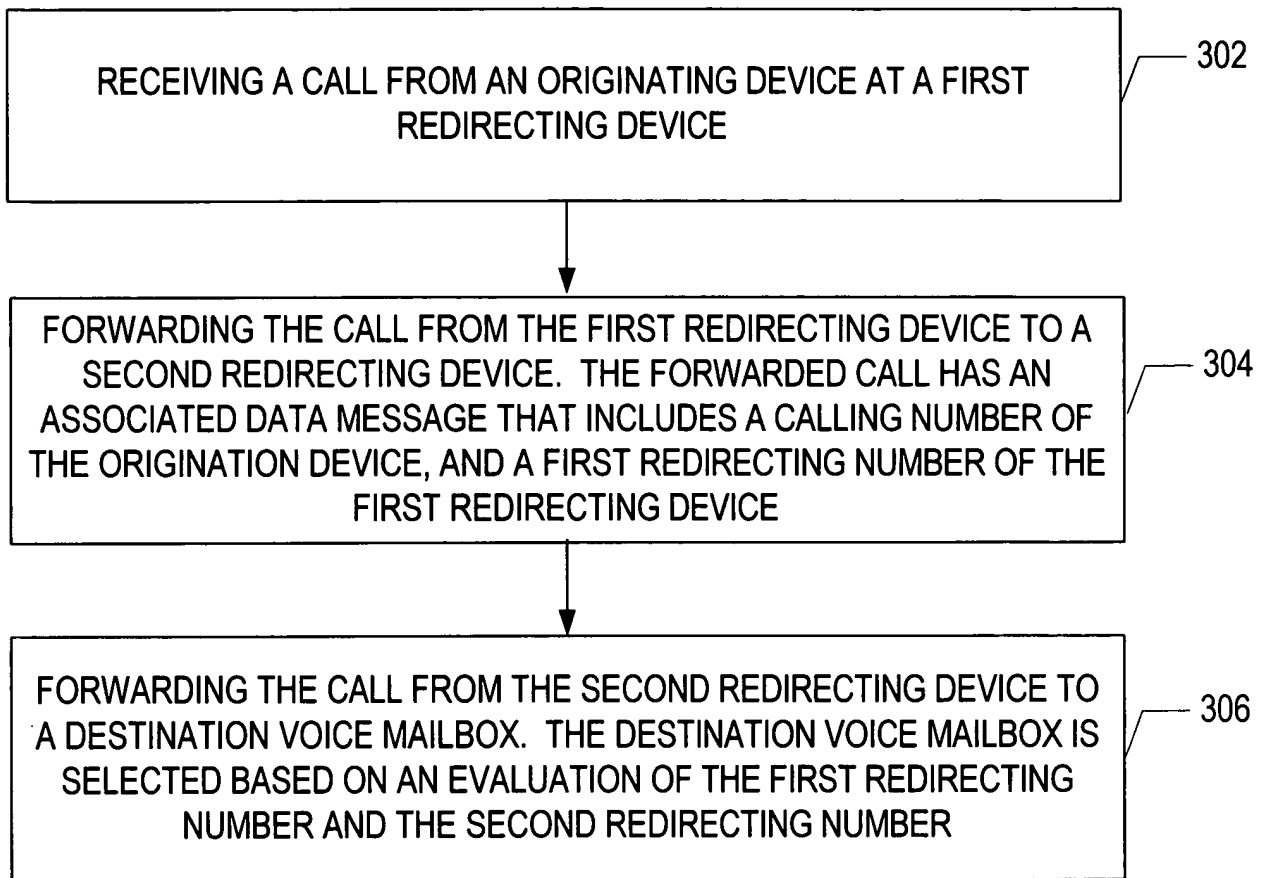 RECEIVING A CALL FROM AN ORIGINATING DEVICE AT A FIRST
REDIRECTING DEVICE
302
FORWARDING THE CALL FROM THE FIRST REDIRECTING DEVICE TO A
SECOND REDIRECTING DEVICE. THE FORWARDED CALL HAS AN
ASSOCIATED DATA MESSAGE THAT INCLUDES A CALLING NUMBER OF
THE ORIGINATION DEVICE, AND A FIRST REDIRECTING NUMBER OF THE
FIRST REDIRECTING DEVICE
304
FORWARDING THE CALL FROM THE SECOND REDIRECTING DEVICE TO
A DESTINATION VOICE MAILBOX. THE DESTINATION VOICE MAILBOX IS
SELECTED BASED ON AN EVALUATION OF THE FIRST REDIRECTING
NUMBER AND THE SECOND REDIRECTING NUMBER
306